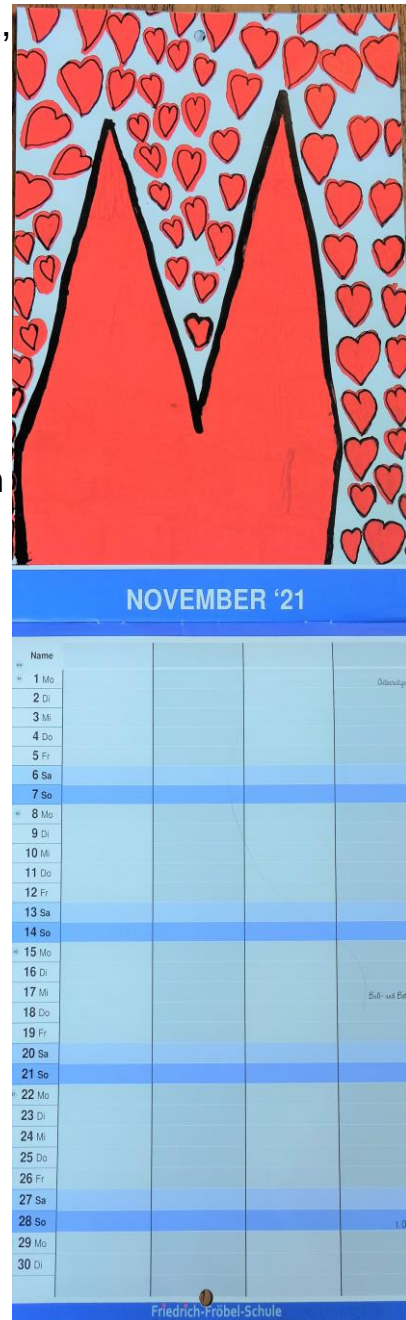 NOVEMBER '21
Name
1 Mo
2 Di
3 Mi
4 Do
5 Fr
6 Sa
7 So
8 Mo
9 Di
10 Mi
11 Do
12 Fr
13 Sa
14 So
15 Mo
16 Di
17 Mi Buß- und
18 Do
19 Fr
20 Sa
21 So
22 Mo
23 Di
24 Mi
25 Do
26 Fr
27 Sa
28 So 1.
29 Mo
30 Di
Friedrich-Fröbel-Schule